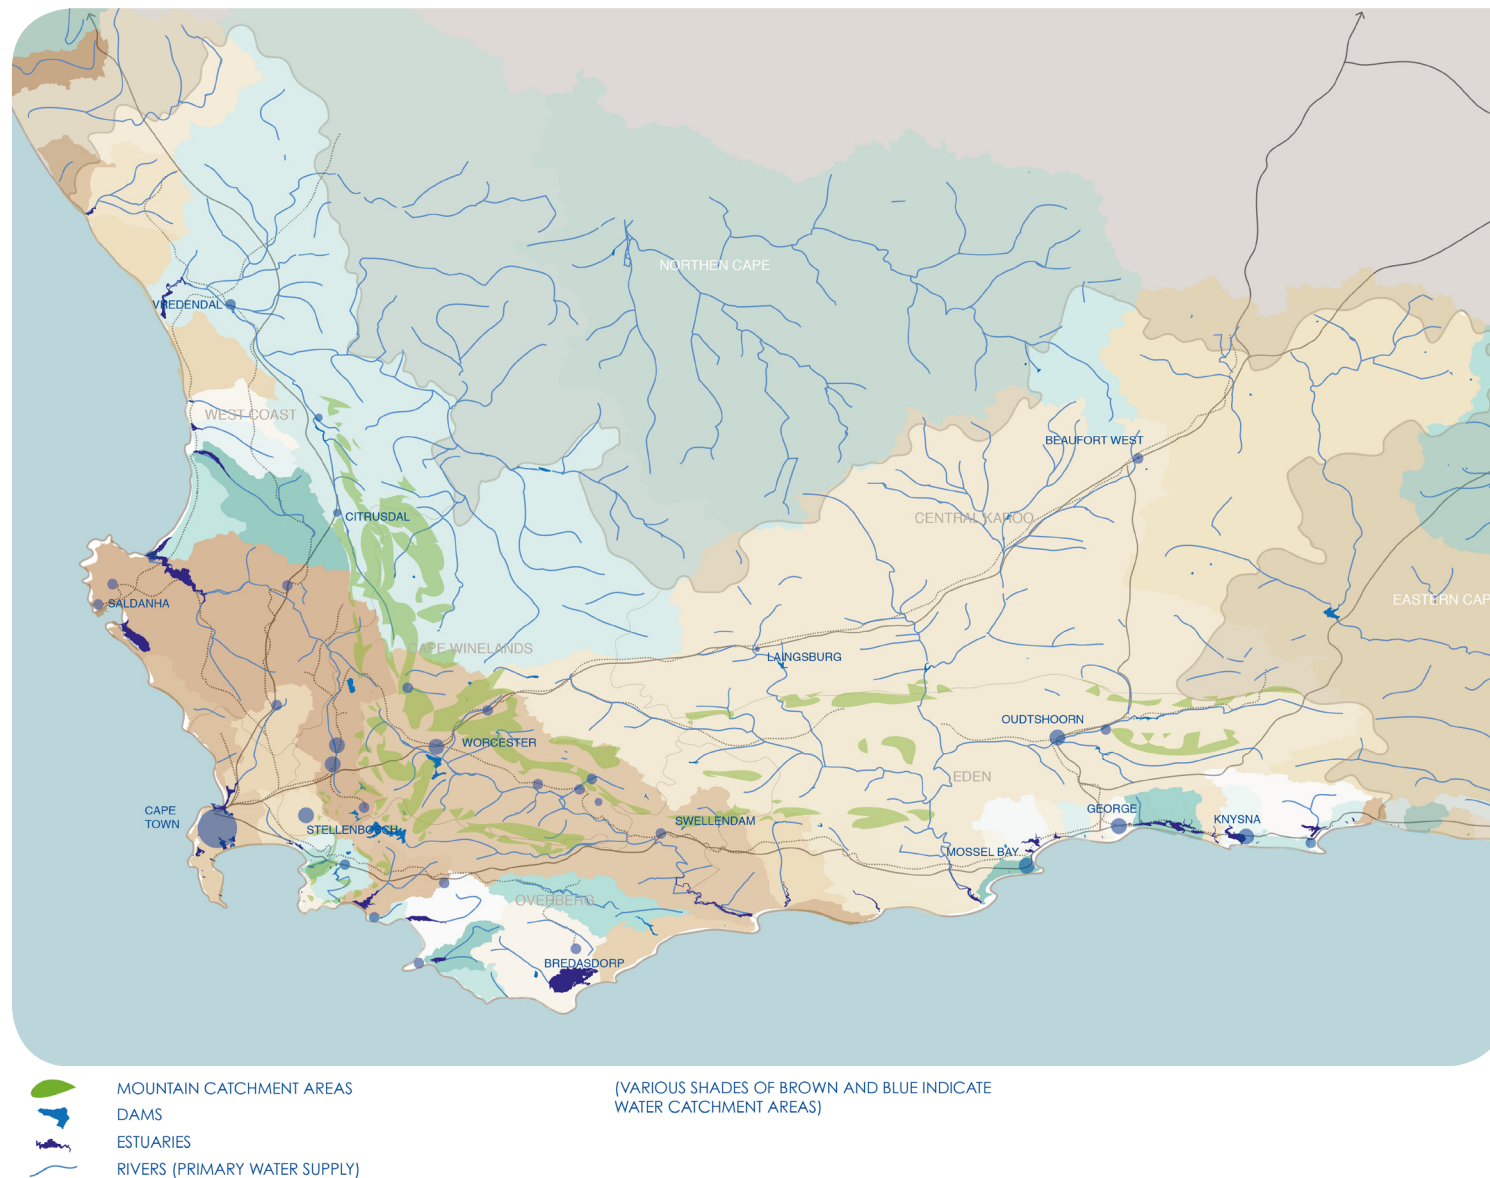 NORTHEN CAPE
VREDENDAL
WEST COAST
BEAUFORT WEST
CITRUSDAL
CENTRAL KAROO
SALDANHA
EASTERN CAP
CAPE WINELANDS
LAINGSBURG
OUDTSHOORN
WORCESTER
EDEN
CAPE
TOWN
GEORGE
KNYSNA
SWELLENDAM
STELLENBOSCH
MOSSEL BAY
OVERBERG
BREDASDORP
MOUNTAIN CATCHMENT AREAS
DAMS
ESTUARIES
RIVERS (PRIMARY WATER SUPPLY)
(VARIOUS SHADES OF BROWN AND BLUE INDICATE
WATER CATCHMENT AREAS)